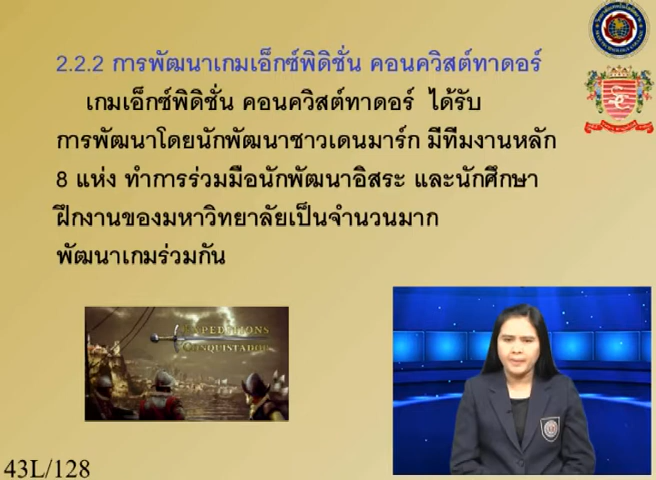 2.2.2 การพัฒนาเกมเอ็กซ์พิดิชั่น คอนควิสต์ทาดอร์
เกมเอ็กซ์พิดิชั่น คอนควิสต์ทาดอร์ ได้รับ
การพัฒนาโดยนักพัฒนาชาวเดนมาร์ก มีทีมงานหลัก
8 แห่ง ทำการร่วมมือนักพัฒนาอิสระ และนักศึกษา
ฝึกงานของมหาวิทยาลัยเป็นจำนวนมาก
พัฒนาเกมร่วมกัน
EXPEDITIONS
CONQUISTADOR
43L/128